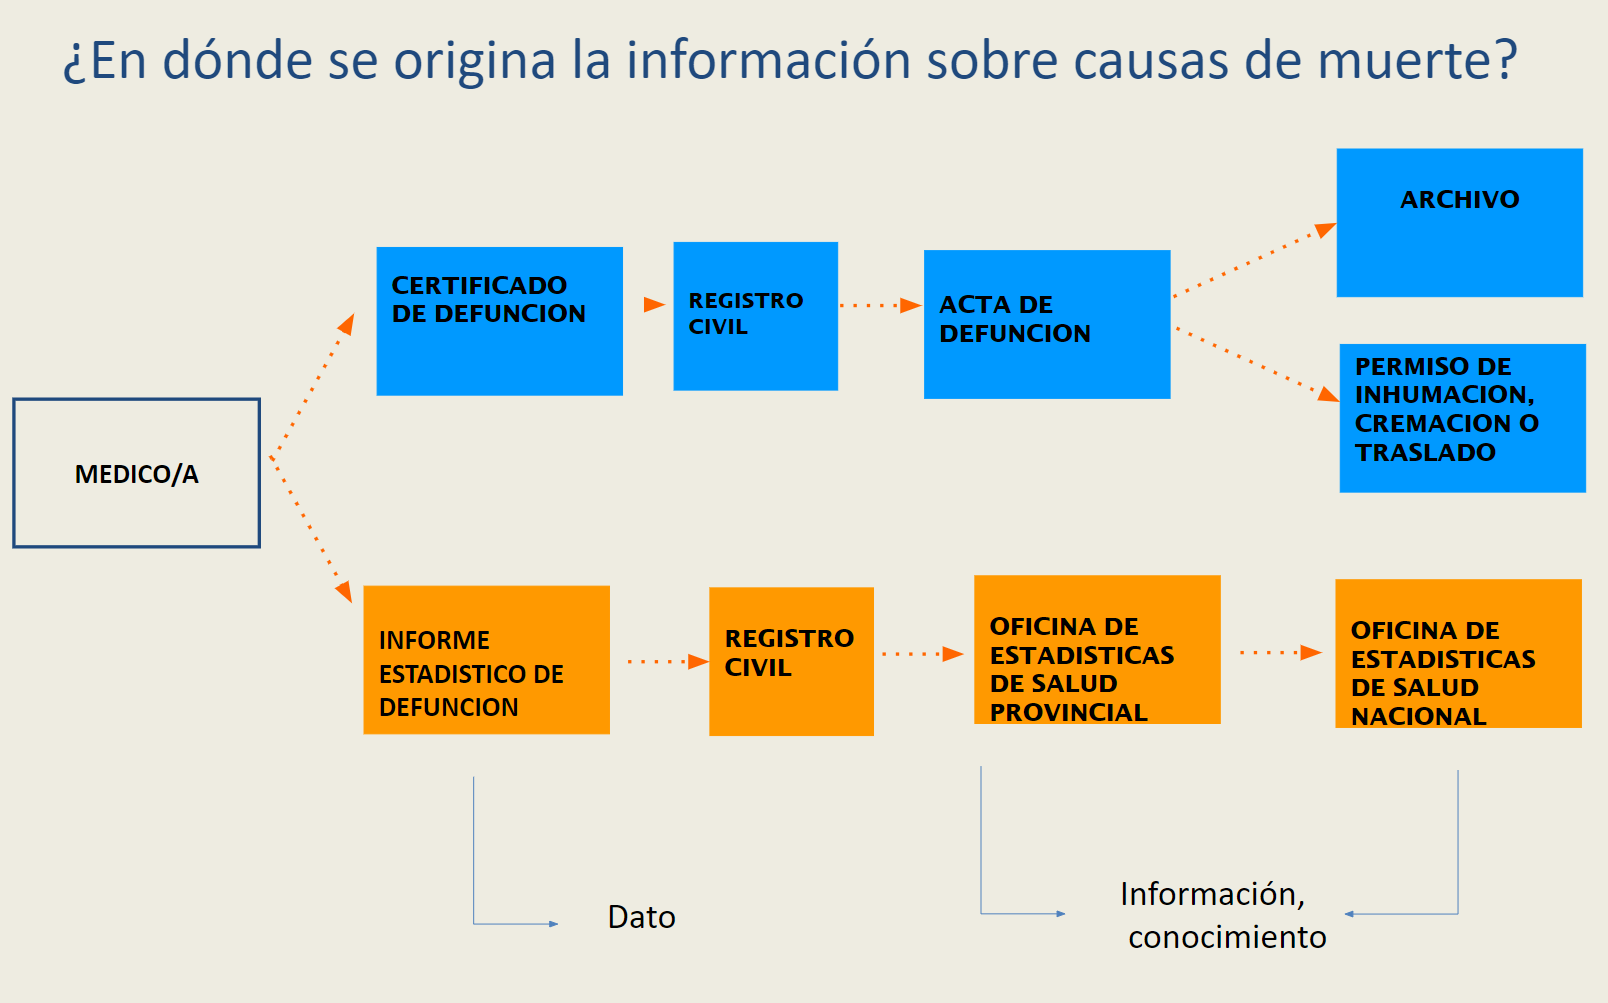 ¿En dónde se origina la información sobre causas de muerte?
ARCHIVO
CERTIFICADO
DE DEFUNCION
REGISTRO
CIVIL
ACTA DE
DEFUNCION
PERMISO DE
INHUMACION,
CREMACION O
TRASLADO
MEDICO/A
INFORME
ESTADISTICO DE
DEFUNCION
REGISTRO
CIVIL
OFICINA DE
ESTADISTICAS
DE SALUD
PROVINCIAL
OFICINA DE
ESTADISTICAS
DE SALUD
NACIONAL
Dato
Información,
conocimiento